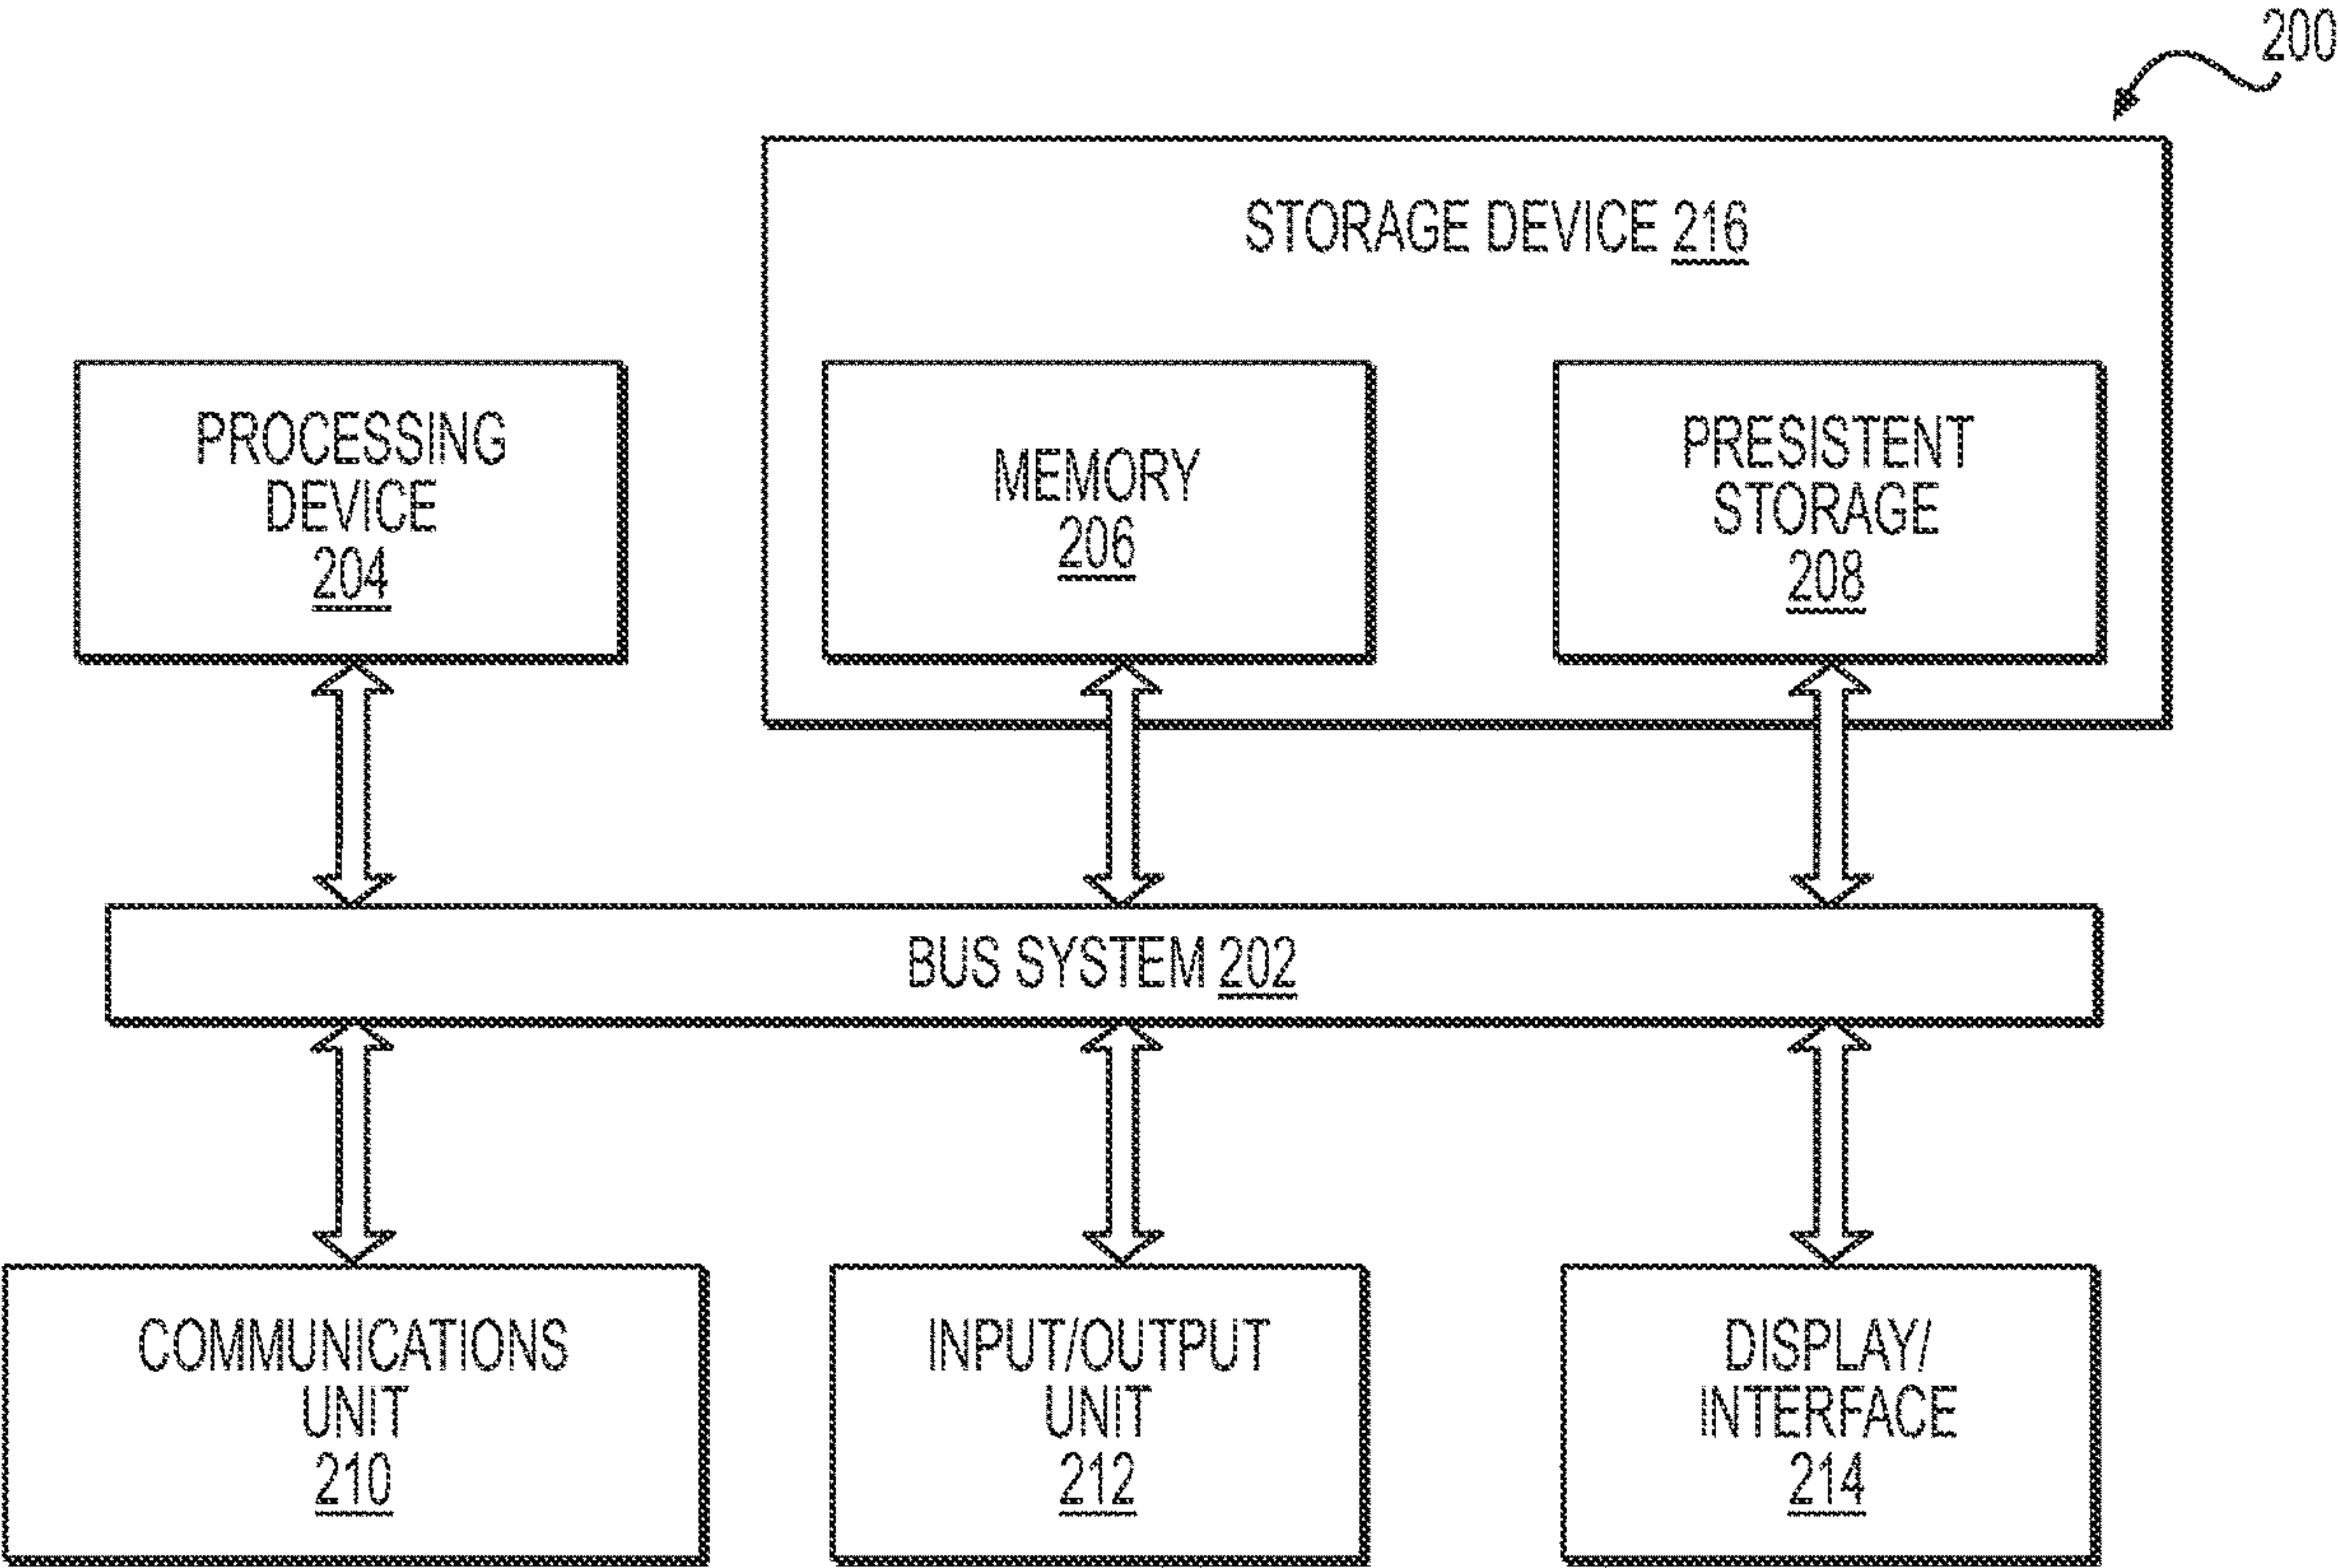 200
STORAGE DEVICE 216
PROCESSING
DEVICE
204
MEMORY
206
PRESISTENT
STORAGE
208
BUS SYSTEM 202
COMMUNICATIONS
UNIT
210
INPUT/OUTPUT
UNIT
212
DISPLAY/
INTERFACE
214